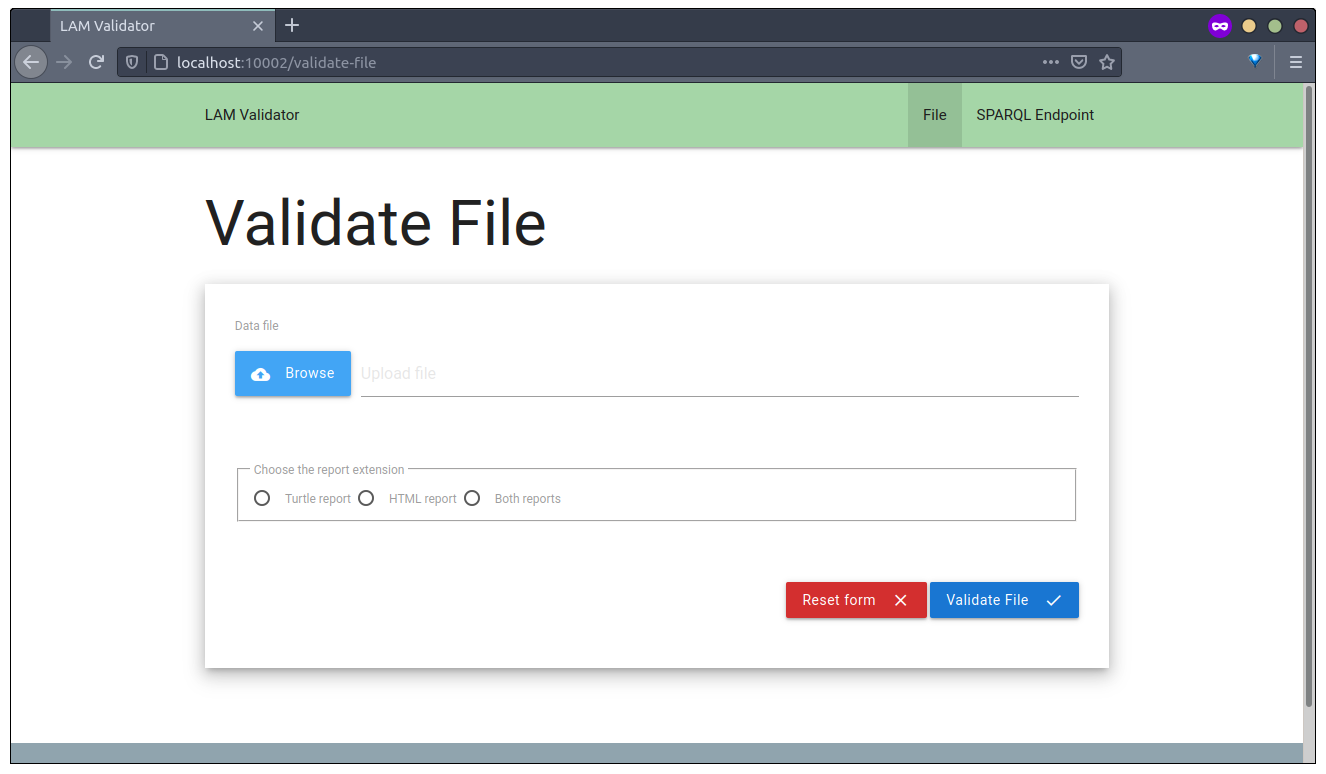 LAM Validator
localhost:10002/validate-file
LAM Validator File SPARQL Endpoint
Validate File
Data file
Browse Upload file
Choose the report extension
Turtle report HTML report Both reports
Reset form Validate File